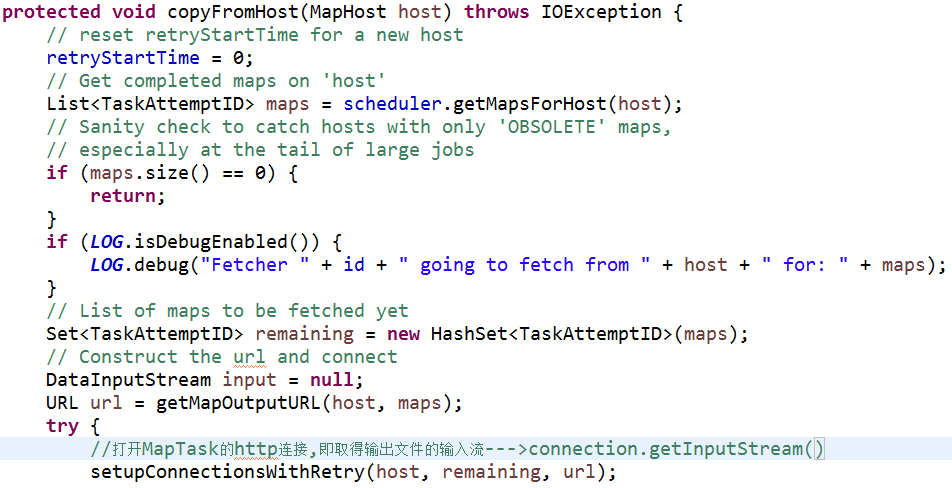 protected void copyFromHost(MapHost host) throws IOException {
// reset retryStartTime for a new host
retryStartTime = 0;
// Get completed maps on 'host'
List<TaskAttemptID> maps = scheduler.getMapsForHost(host);
// Sanity check to catch hosts with only 'OBSOLETE' maps,
// especially at the tail of large jobs
if (maps.size() == 0) {
return;
}
if (LOG.isDebugEnabled()) {
LOG.debug("Fetcher " + id + " going to fetch from " + host + " for: " + maps);
}
// List of maps to be fetched yet
Set<TaskAttemptID> remaining = new HashSet<TaskAttemptID>(maps);
// Construct the url and connect
DataInputStream input = null;
URL url = getMapOutputURL(host, maps);
try {
//打开MapTask的http连接,即取得输出文件的输入流--->connection.getInputStream()
setupConnectionsWithRetry(host, remaining, url);